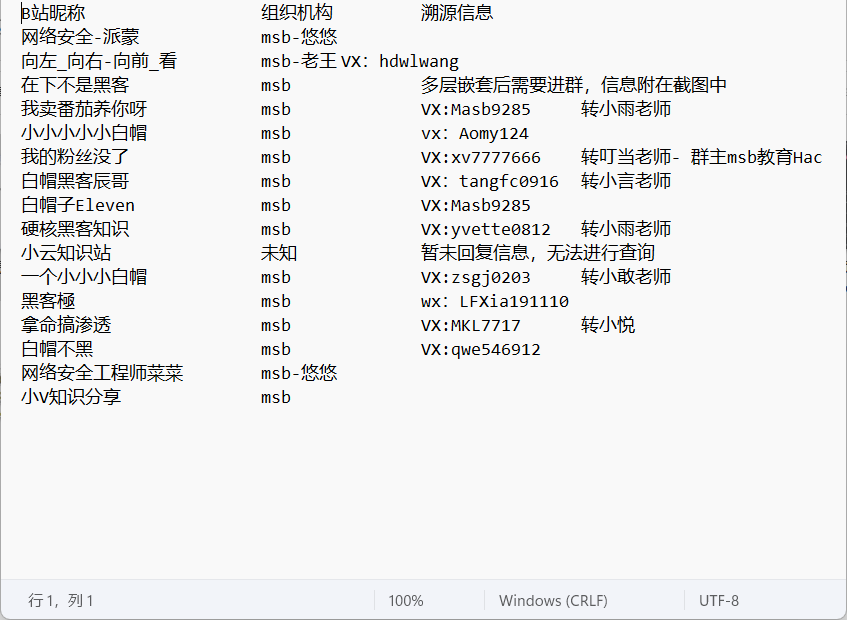 B站昵称 组织机构 溯源信息
网络安全-派蒙 msb-悠悠
向左_向右-向前_看 msb-老王 VX: hdwlwang
在下不是黑客 msb 多层嵌套后需要进群，信息附在截图中
我卖番茄养你呀 msb VX:Masb9285 转小雨老师
小小小小小白帽 msb vx: Aomy124
我的粉丝没了 msb VX:xv7777666 转叮当老师- 群主msb教育Hac
白帽黑客辰哥 msb VX: tangfc0916 转小言老师
白帽子Eleven msb VX:Masb9285
硬核黑客知识 msb VX:yvette0812 转小雨老师
小云知识站 未知 暂未回复信息，无法进行查询
一个小小小白帽 msb VX:zsgj0203 转小敢老师
黑客極 msb wx: LFXia191110
拿命搞渗透 msb VX:MKL7717 转小悦
白帽不黑 msb VX:qwe546912
网络安全工程师菜菜 msb-悠悠
小V知识分享 msb
行 1，列 1 100% Windows (CRLF) UTF-8